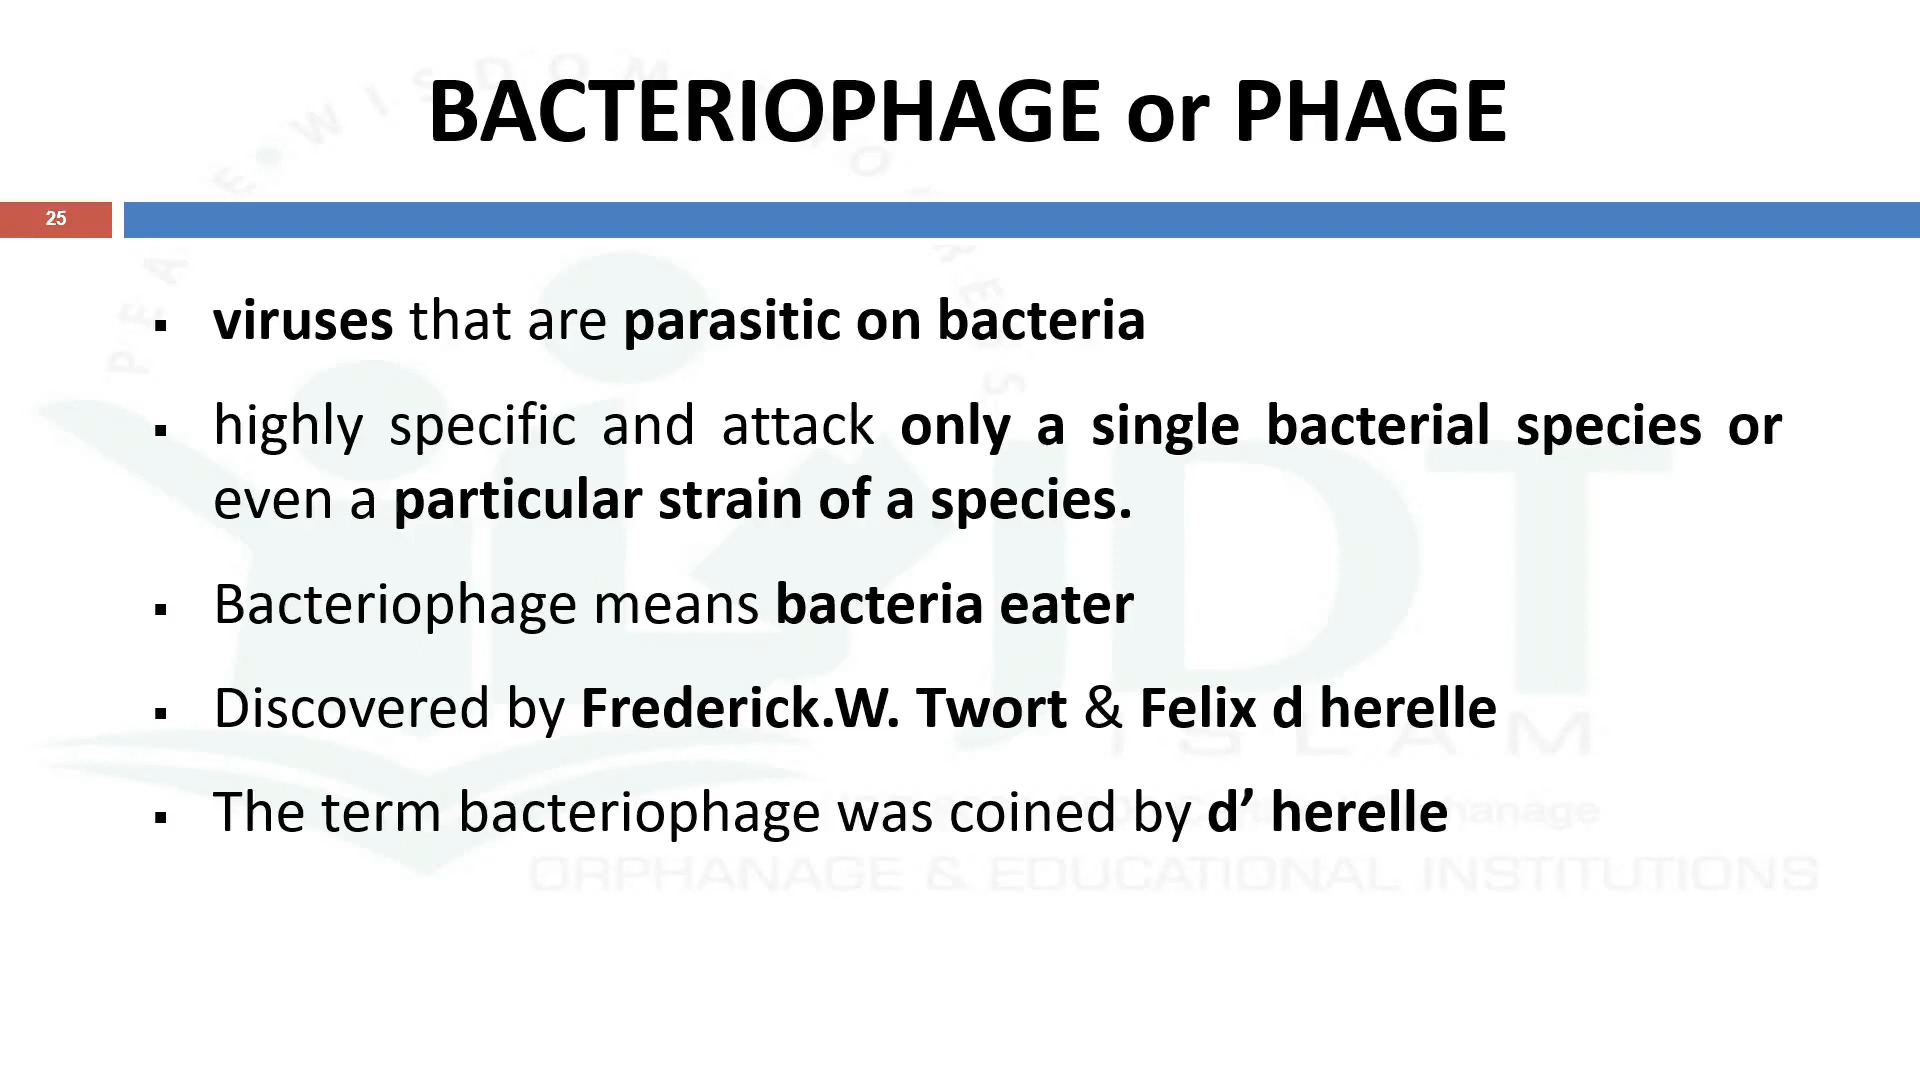 BACTERIOPHAGE or PHAGE
25
▪ viruses that are parasitic on bacteria
▪ highly specific and attack only a single bacterial species or
even a particular strain of a species.
▪ Bacteriophage means bacteria eater
▪ Discovered by Frederick.W. Twort & Felix d herelle
▪ The term bacteriophage was coined by d’ herelle
JDT
ISLAM
ORPHANAGE & EDUCATIONAL INSTITUTIONS